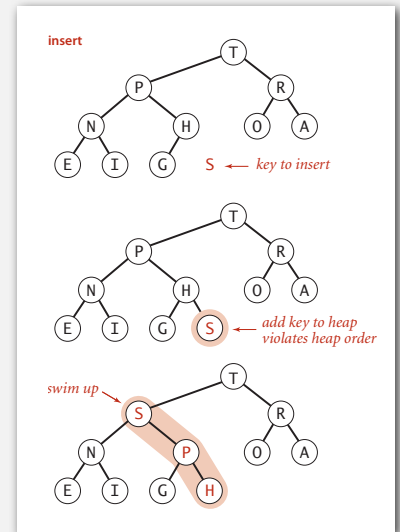 insert
T
P R
N H O A
E I G S key to insert
T
P R
N H O A
E I G S add key to heap
violates heap order
swim up T
S R
N P O A
E I G H